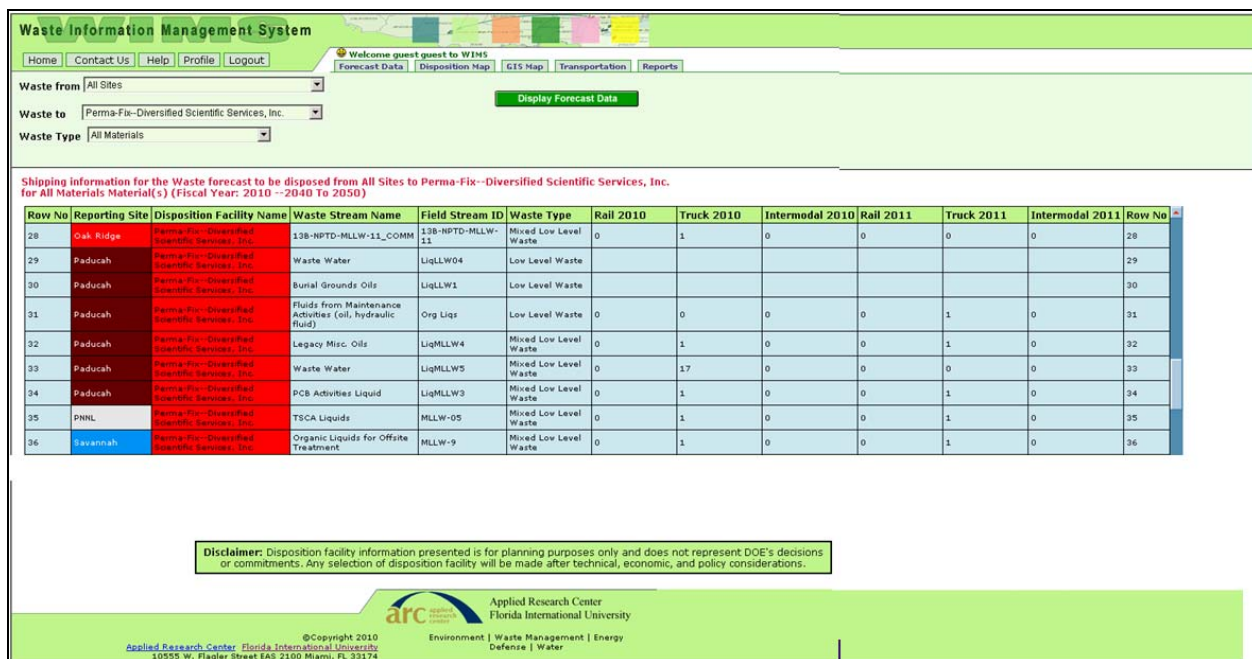 Waste Information Management System
Home Contact Us Help Profile Logout
Welcome guest guest to WIMS
Forecast Data Disposition Map GIS Map Transportation Reports
Waste from All Sites
Display Forecast Data
Waste to Perma-Fix--Diversified Scientific Services, Inc.
Waste Type All Materials
Shipping information for the Waste forecast to be disposed from All Sites to Perma-Fix--Diversified Scientific Services, Inc.
for All Materials Material(s) (Fiscal Year: 2010 --2040 To 2050)
Row No Reporting Site Disposition Facility Name Waste Stream Name Field Stream ID Waste Type Rail 2010 Truck 2010 Intermodal 2010 Rail 2011 Truck 2011 Intermodal 2011 Row No
28 Oak Ridge Perma-Fix--Diversified Scientific Services, Inc. 13B-NPTD-MLLW-11_COMM 13B-NPTD-MLLW-11 Mixed Low Level Waste 0 1 0 0 0 0 28
29 Paducah Perma-Fix--Diversified Scientific Services, Inc. Waste Water LiqLLW04 Low Level Waste 29
30 Paducah Perma-Fix--Diversified Scientific Services, Inc. Burial Grounds Oils LiqLLW1 Low Level Waste 30
31 Paducah Perma-Fix--Diversified Scientific Services, Inc. Fluids from Maintenance Activities (oil, hydraulic fluid) Org Liqs Low Level Waste 0 0 0 0 1 0 31
32 Paducah Perma-Fix--Diversified Scientific Services, Inc. Legacy Misc. Oils LiqMLLW4 Mixed Low Level Waste 0 1 0 0 1 0 32
33 Paducah Perma-Fix--Diversified Scientific Services, Inc. Waste Water LiqMLLW5 Mixed Low Level Waste 0 17 0 0 0 0 33
34 Paducah Perma-Fix--Diversified Scientific Services, Inc. PCB Activities Liquid LiqMLLW3 Mixed Low Level Waste 0 1 0 0 1 0 34
35 PNNL Perma-Fix--Diversified Scientific Services, Inc. TSCA Liquids MLLW-05 Mixed Low Level Waste 0 1 0 0 1 0 35
36 Savannah Perma-Fix--Diversified Scientific Services, Inc. Organic Liquids for Offsite Treatment MLLW-9 Mixed Low Level Waste 0 1 0 0 1 0 36
Disclaimer: Disposition facility information presented is for planning purposes only and does not represent DOE's decisions
or commitments. Any selection of disposition facility will be made after technical, economic, and policy considerations.
arc applied research center
Applied Research Center
Florida International University
©Copyright 2010
Applied Research Center Florida International University
10555 W. Flagler Street EAS 2100 Miami, FL 33174
Environment | Waste Management | Energy
Defense | Water